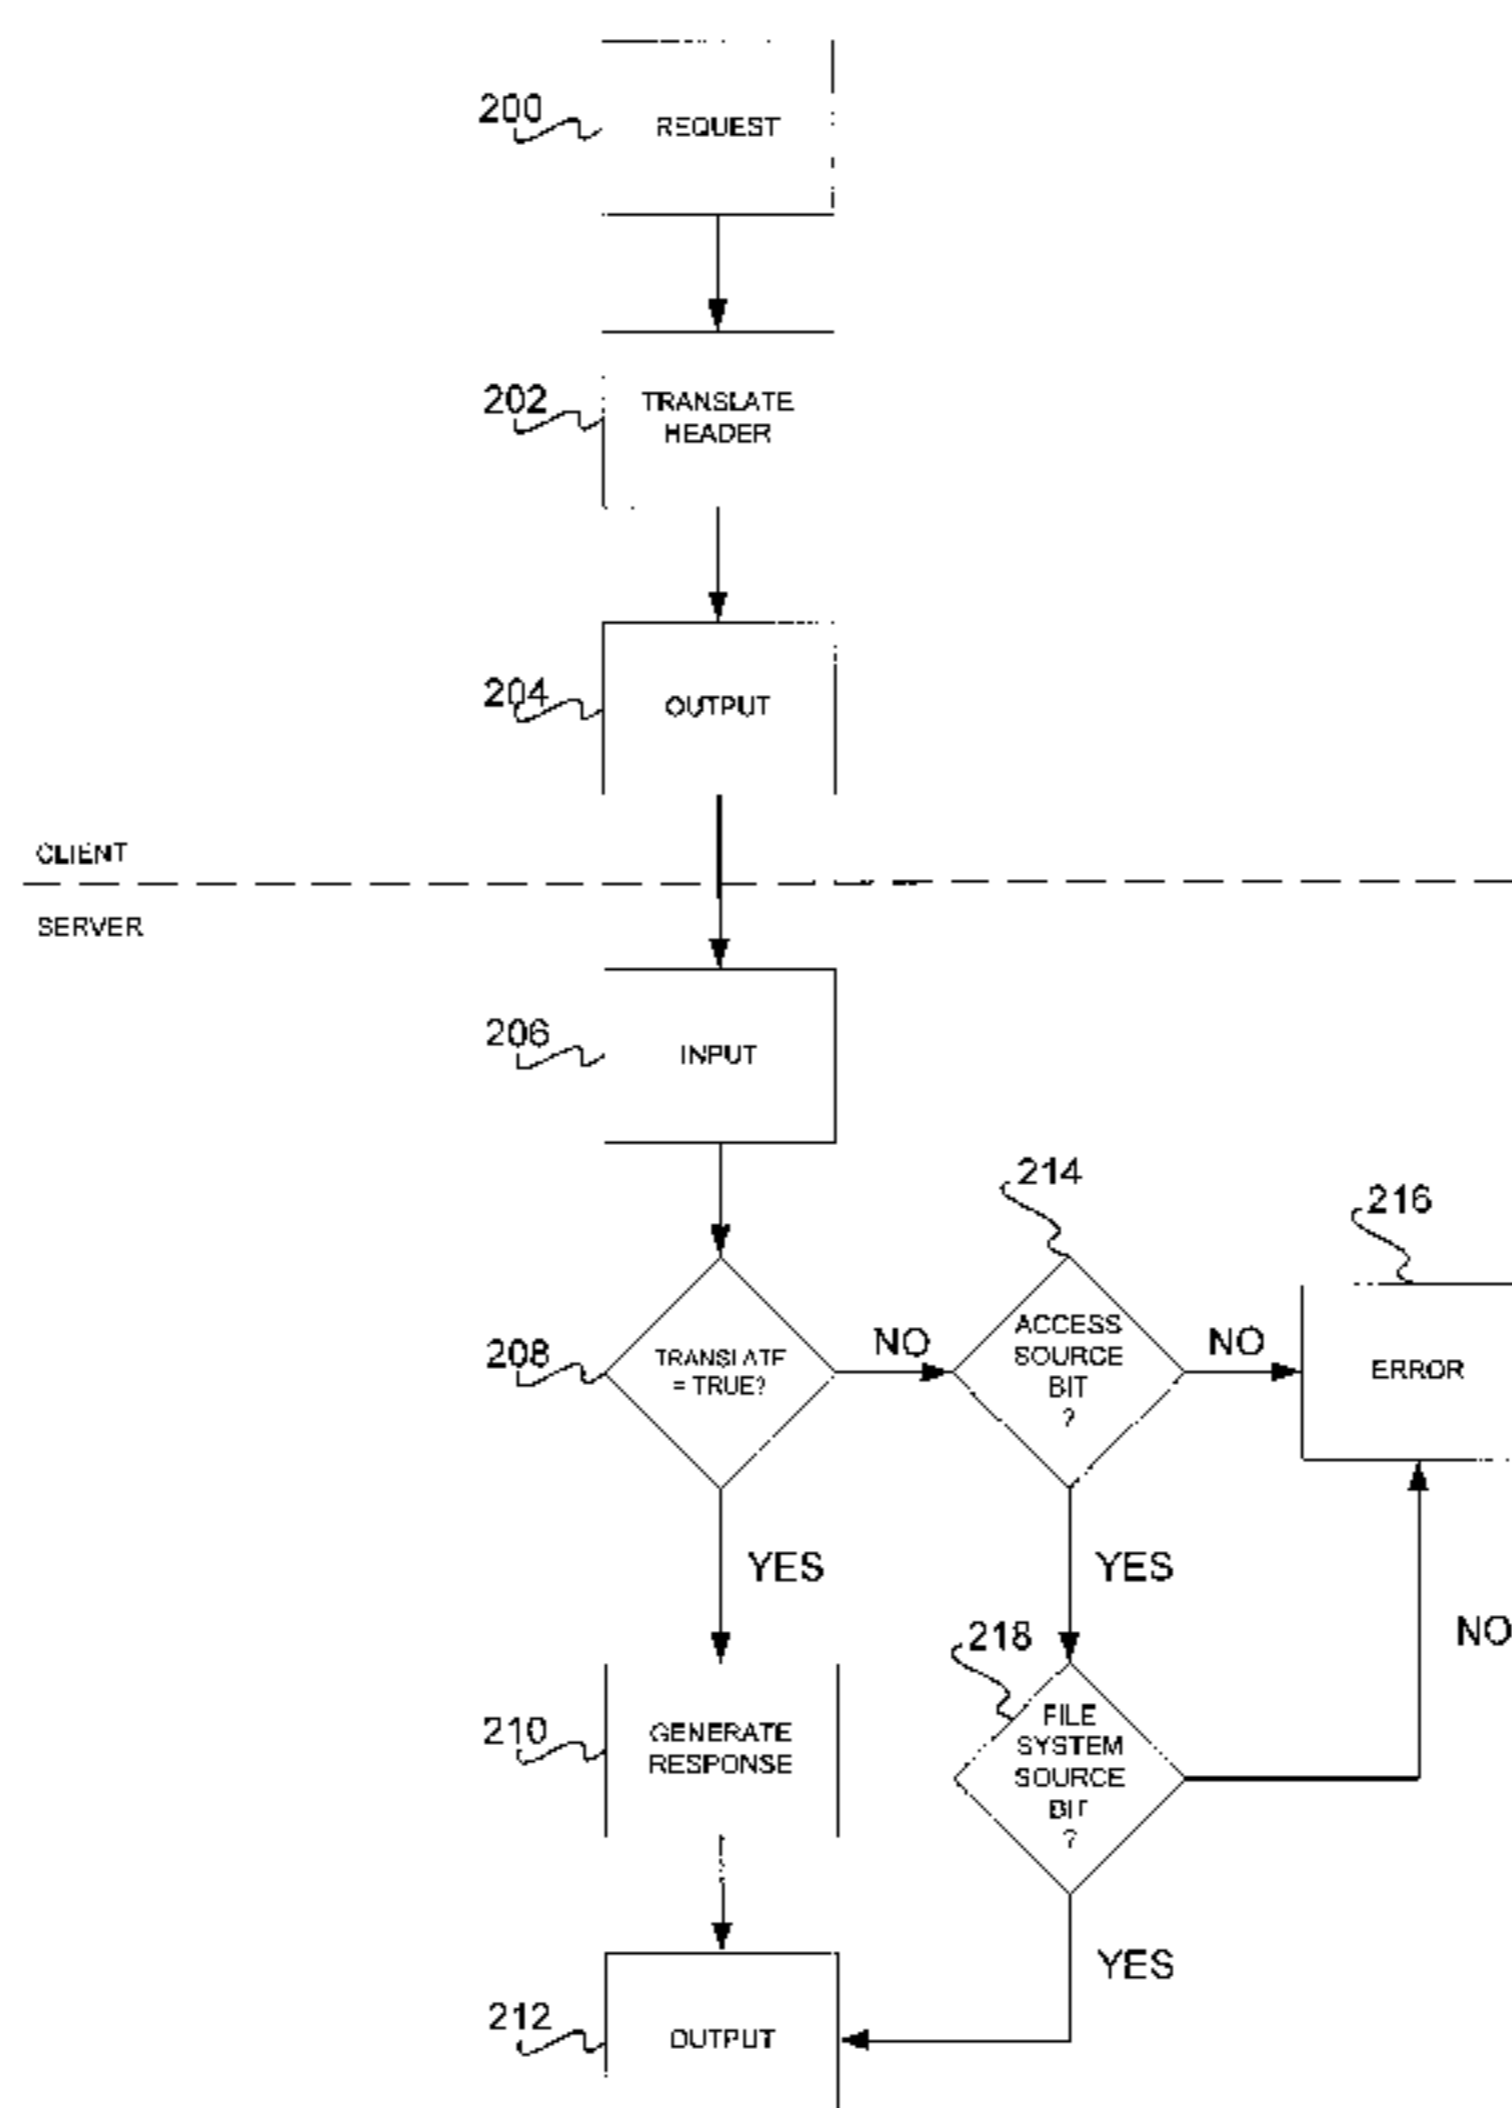 200
REQUEST
202
TRANSLATE
HEADER
204
OUTPUT
CLIENT
SERVER
206
INPUT
214
216
208
TRANSLATE
= TRUE?
NO
ACCESS
SOURCE
BIT
?
NO
ERROR
YES
YES
NO
218
210
GENERATE
RESPONSE
FILE
SYSTEM
SOURCE
BIT
?
YES
212
OUTPUT